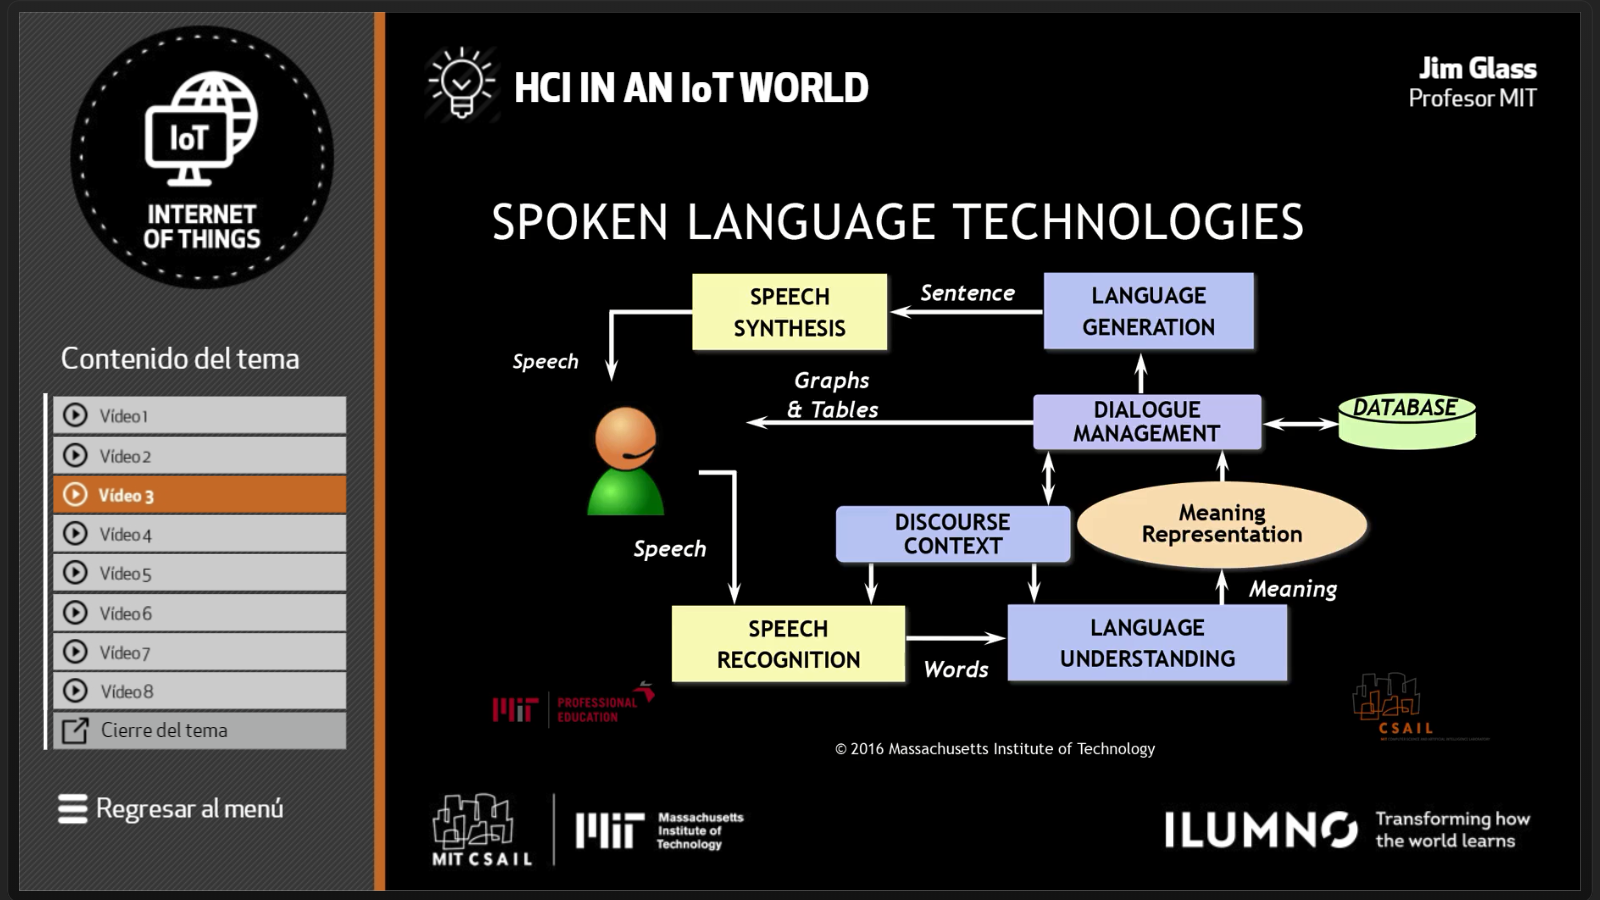 IoT
INTERNET
OF THINGS
Contenido del tema
Vídeo 1
Vídeo 2
Vídeo 3
Vídeo 4
Vídeo 5
Vídeo 6
Vídeo 7
Vídeo 8
Cierre del tema
Regresar al menú
HCI IN AN IoT WORLD
Jim Glass
Profesor MIT
SPOKEN LANGUAGE TECHNOLOGIES
SPEECH
SYNTHESIS
Sentence
LANGUAGE
GENERATION
Speech
Graphs
& Tables
DIALOGUE
MANAGEMENT
DATABASE
DISCOURSE
CONTEXT
Meaning
Representation
Speech
Meaning
SPEECH
RECOGNITION
Words
LANGUAGE
UNDERSTANDING
MIT
PROFESSIONAL
EDUCATION
CSAIL
© 2016 Massachusetts Institute of Technology
MIT CSAIL
MIT
Massachusetts
Institute of
Technology
ILUMNO
Transforming how
the world learns